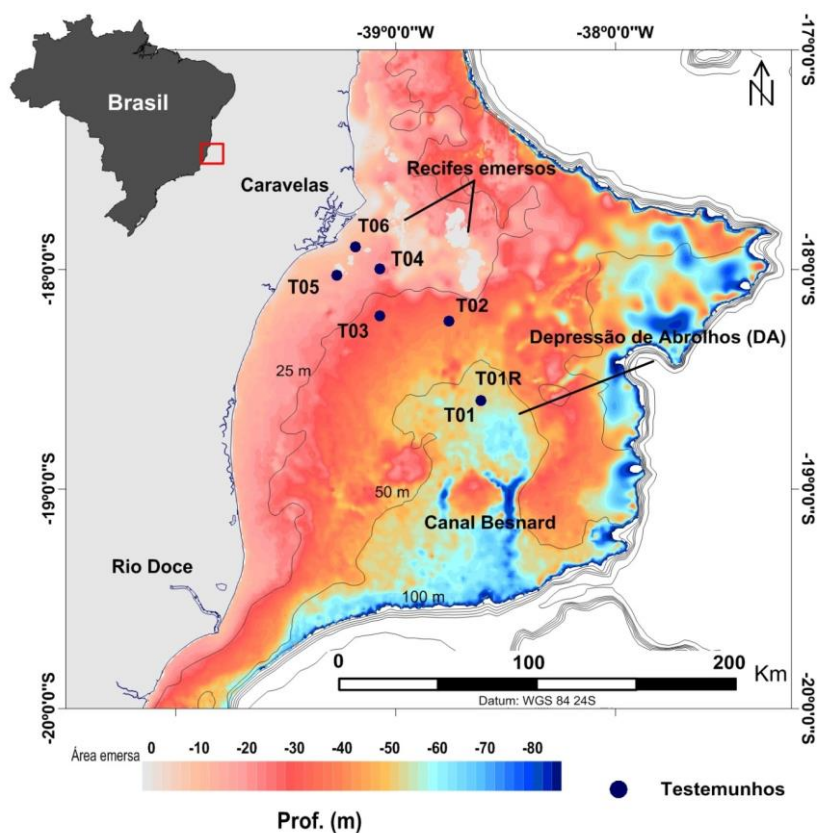 -39°0'0"W
-38°0'0"W
-17°0'0"S
N
Brasil
Recifes emersos
Caravelas
T06
T04
T05
-18°0'0"S
-18°0'0"S
T03
T02
Depressão de Abrolhos (DA)
25 m
T01R
T01
-19°0'0"S
-19°0'0"S
50 m
Canal Besnard
Rio Doce
100 m
0
100
200
Km
Datum: WGS 84 24S
-20°0'0"S
-20°0'0"S
Área emersa
0
-10
-20
-30
-40
-50
-60
-70
-80
Prof. (m)
Testemunhos